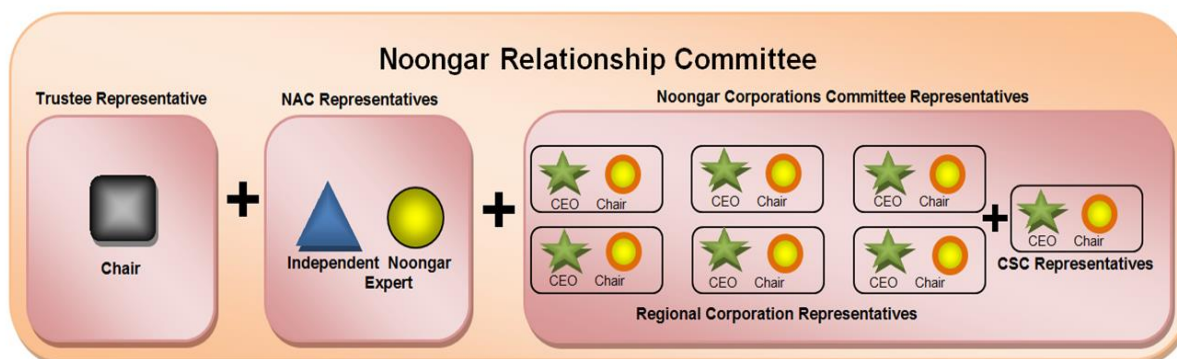 Noongar Relationship Committee
Trustee Representative
NAC Representatives
Noongar Corporations Committee Representatives
Chair
Independent Noongar
Expert
CEO Chair
CEO Chair
CEO Chair
CEO Chair
CEO Chair
CEO Chair
Regional Corporation Representatives
CEO Chair
CSC Representatives
+
+
+